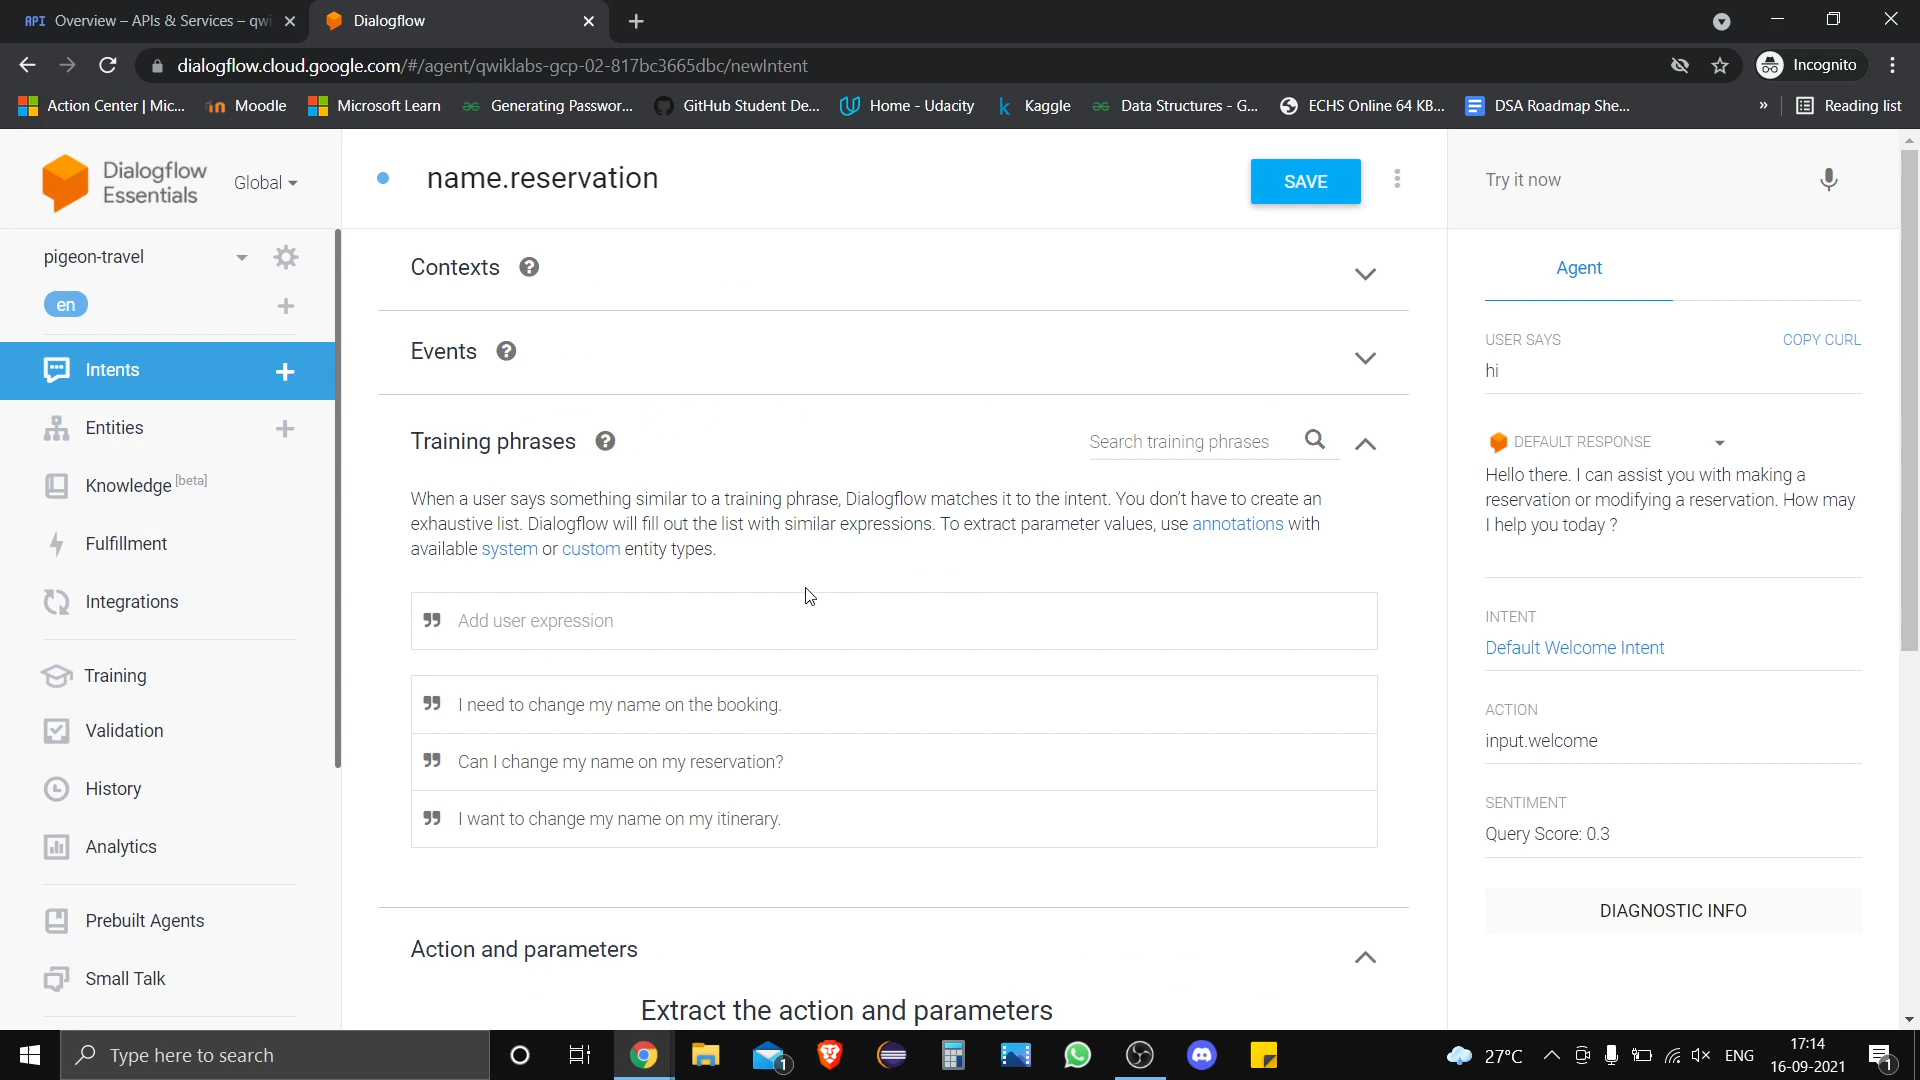 API Overview – APIs & Services – qwi
Dialogflow
dialogflow.cloud.google.com/#/agent/qwiklabs-gcp-02-817bc3665dbc/newIntent
Incognito
Action Center | Mic...
Moodle
Microsoft Learn
Generating Passwor...
GitHub Student De...
Home - Udacity
Kaggle
Data Structures - G...
ECHS Online 64 KB...
DSA Roadmap She...
»
Reading list
Dialogflow
Essentials
Global
pigeon-travel
en
Intents
Entities
Knowledge [beta]
Fulfillment
Integrations
Training
Validation
History
Analytics
Prebuilt Agents
Small Talk
name.reservation
SAVE
Contexts
Events
Training phrases
Search training phrases
When a user says something similar to a training phrase, Dialogflow matches it to the intent. You don't have to create an
exhaustive list. Dialogflow will fill out the list with similar expressions. To extract parameter values, use annotations with
available system or custom entity types.
Add user expression
I need to change my name on the booking.
Can I change my name on my reservation?
I want to change my name on my itinerary.
Action and parameters
Extract the action and parameters
Try it now
Agent
USER SAYS
COPY CURL
hi
DEFAULT RESPONSE
Hello there. I can assist you with making a
reservation or modifying a reservation. How may
I help you today ?
INTENT
Default Welcome Intent
ACTION
input.welcome
SENTIMENT
Query Score: 0.3
DIAGNOSTIC INFO
Type here to search
1
27°C
ENG
17:14
16-09-2021
1